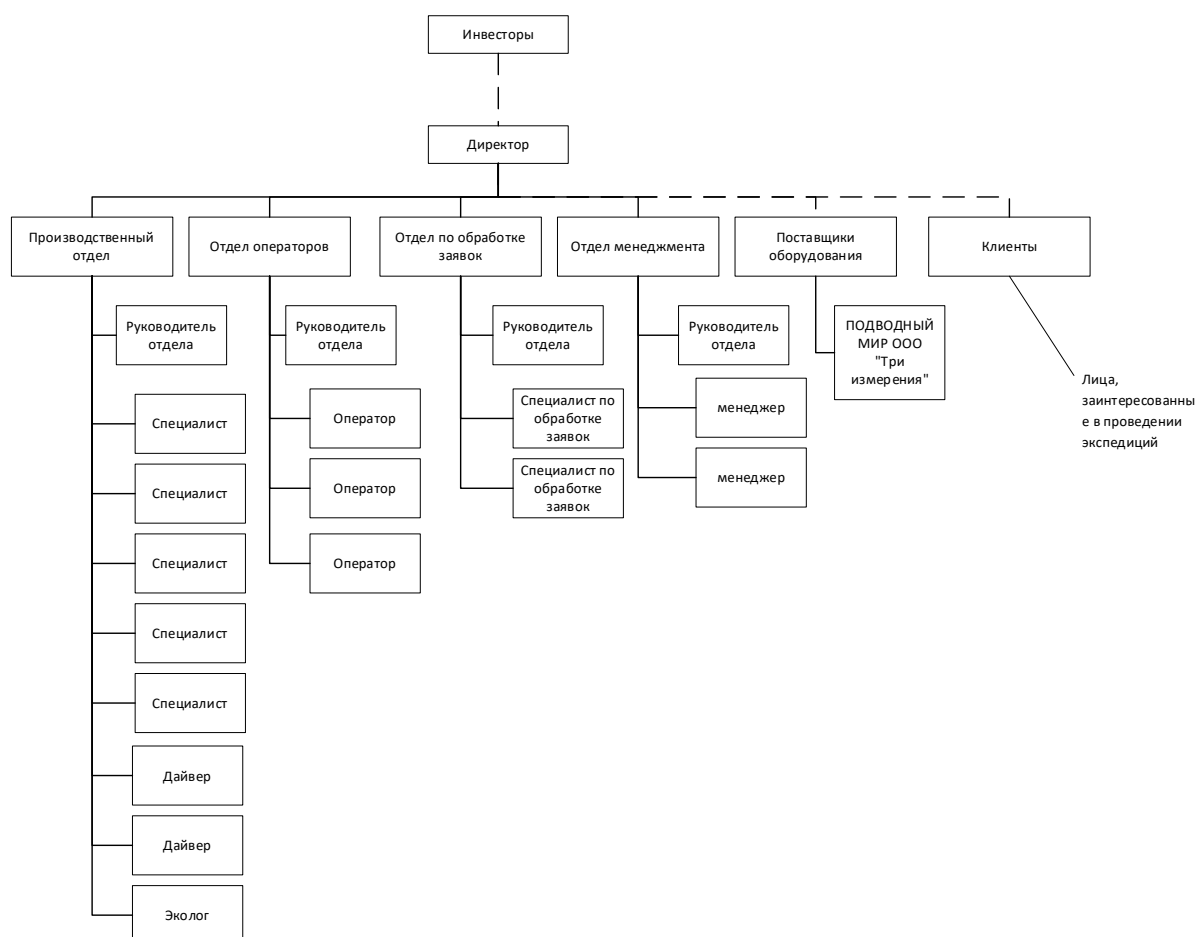 Инвесторы
Директор
Производственный
отдел
Отдел операторов
Отдел по обработке
заявок
Отдел менеджмента
Поставщики
оборудования
Клиенты
Руководитель
отдела
Руководитель
отдела
Руководитель
отдела
Руководитель
отдела
ПОДВОДНЫЙ
МИР ООО
"Три
измерения"
Лица,
заинтересованны
е в проведении
экспедиций
Специалист
Специалист
Специалист
Специалист
Специалист
Дайвер
Дайвер
Эколог
Оператор
Оператор
Оператор
Специалист по
обработке
заявок
Специалист по
обработке
заявок
менеджер
менеджер